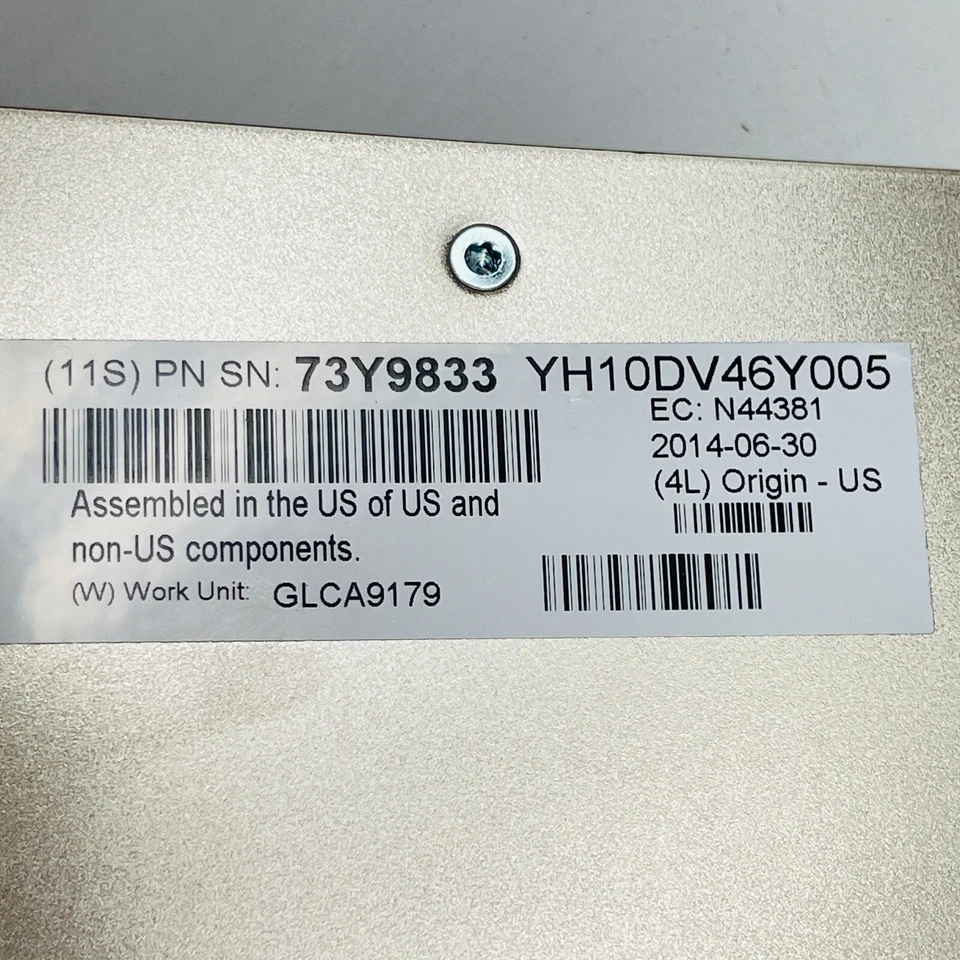 (11S) PN SN: 73Y9833 YH10DV46Y005
EC: N44381
2014-06-30
(4L) Origin - US
Assembled in the US of US and
non-US components.
(W) Work Unit: GLCA9179